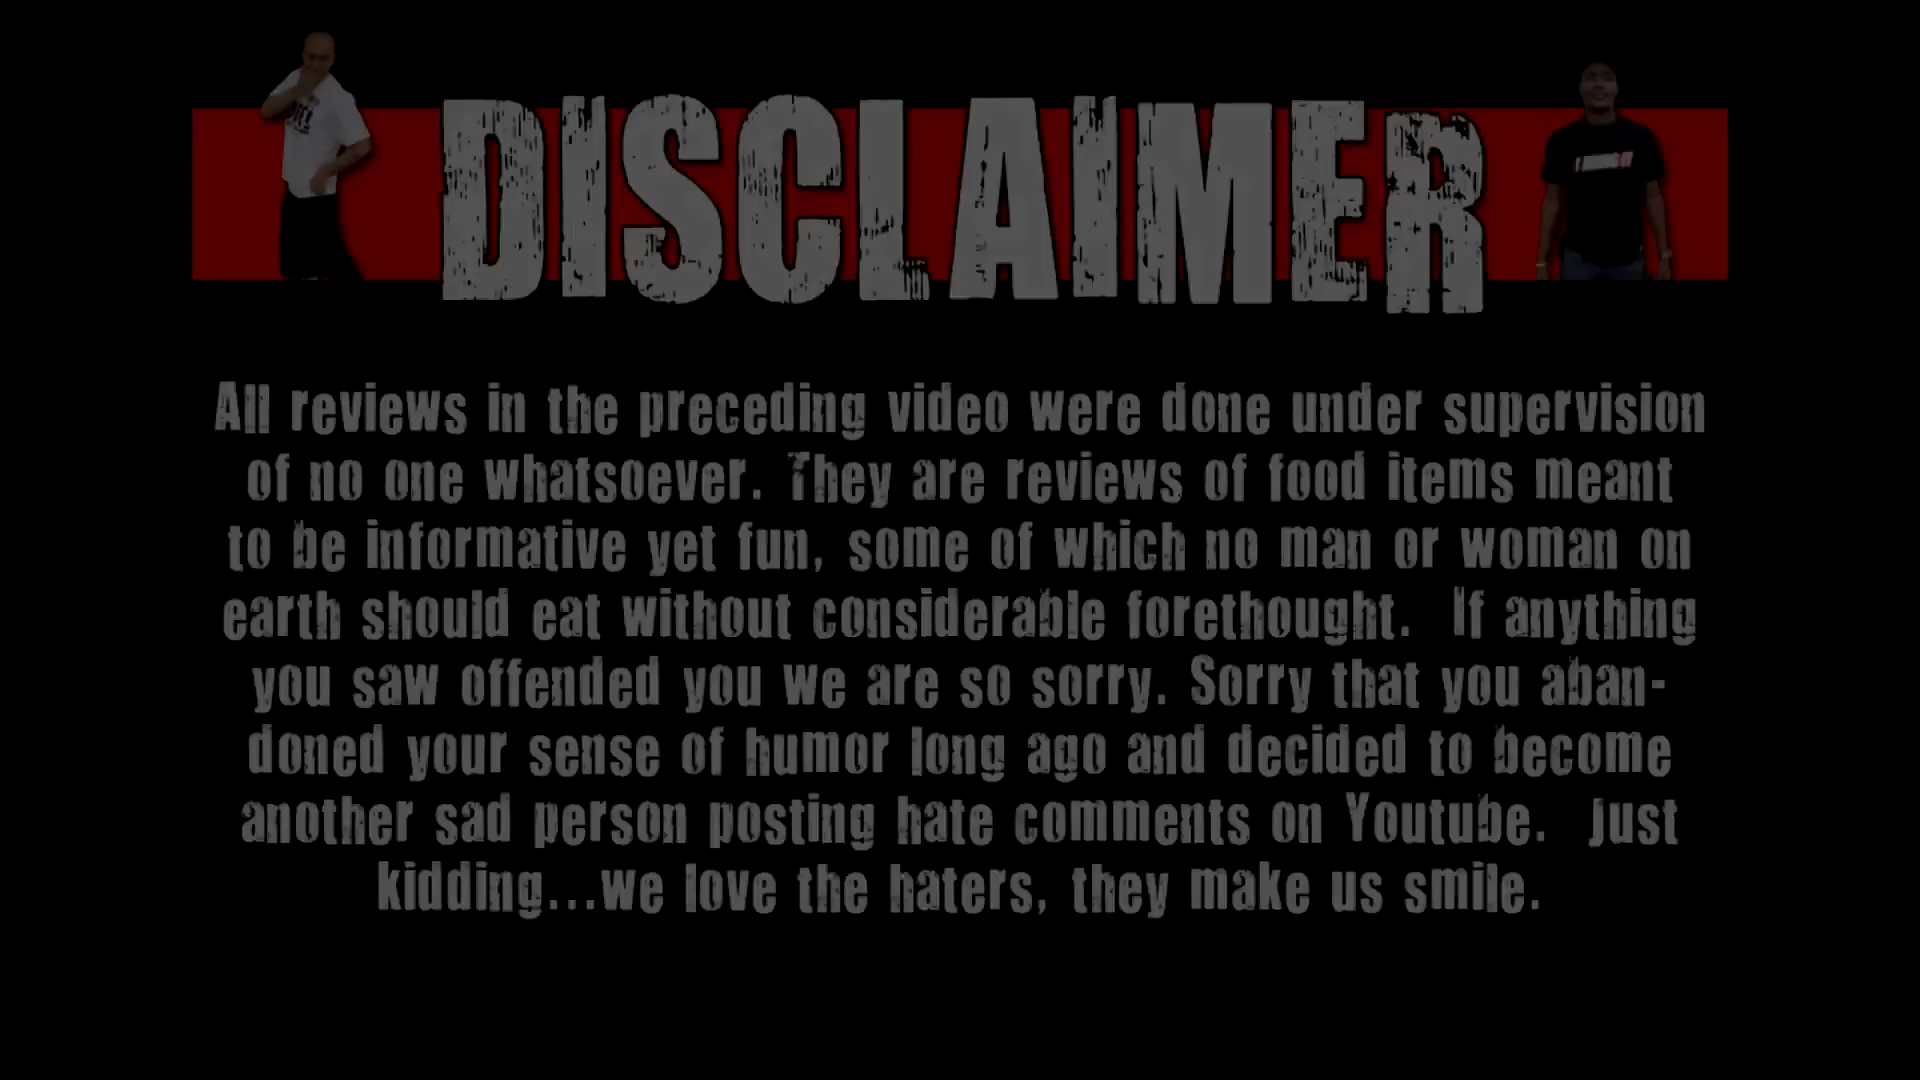 DISCLAIMER
All reviews in the preceding video were done under supervision
of no one whatsoever. They are reviews of food items meant
to be informative yet fun, some of which no man or woman on
earth should eat without considerable forethought.  If anything
you saw offended you we are so sorry. Sorry that you aban-
doned your sense of humor long ago and decided to become
another sad person posting hate comments on Youtube.  Just
kidding...we love the haters, they make us smile.